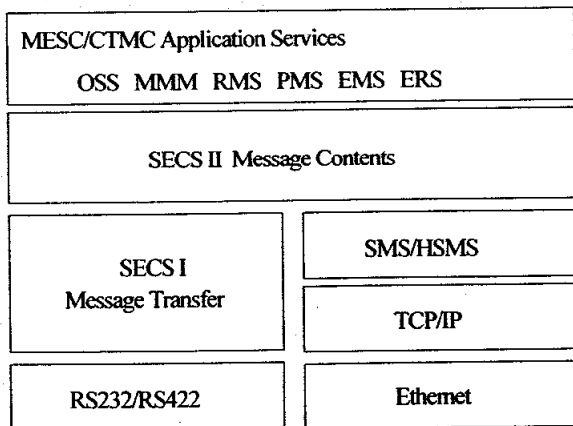 MESC/CTMC Application Services
OSS MMM RMS PMS EMS ERS
SECS II Message Contents
SECS I
Message Transfer
SMS/HSMS
TCP/IP
RS232/RS422
Ethernet